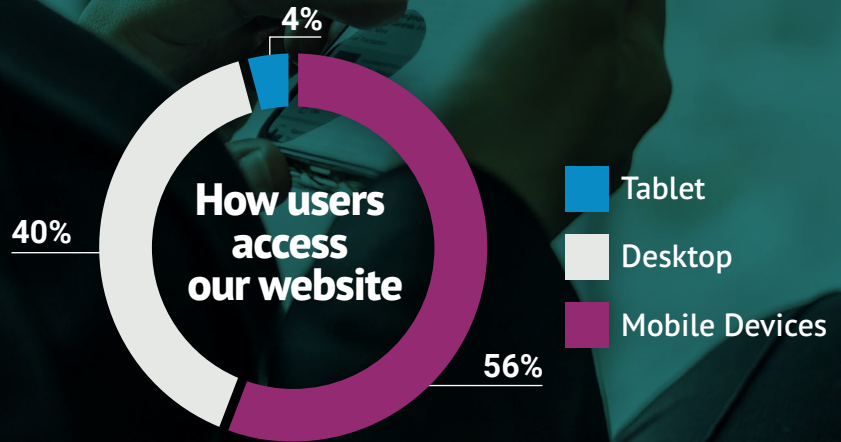 4%
How users
access
our website
40%
56%
Tablet
Desktop
Mobile Devices